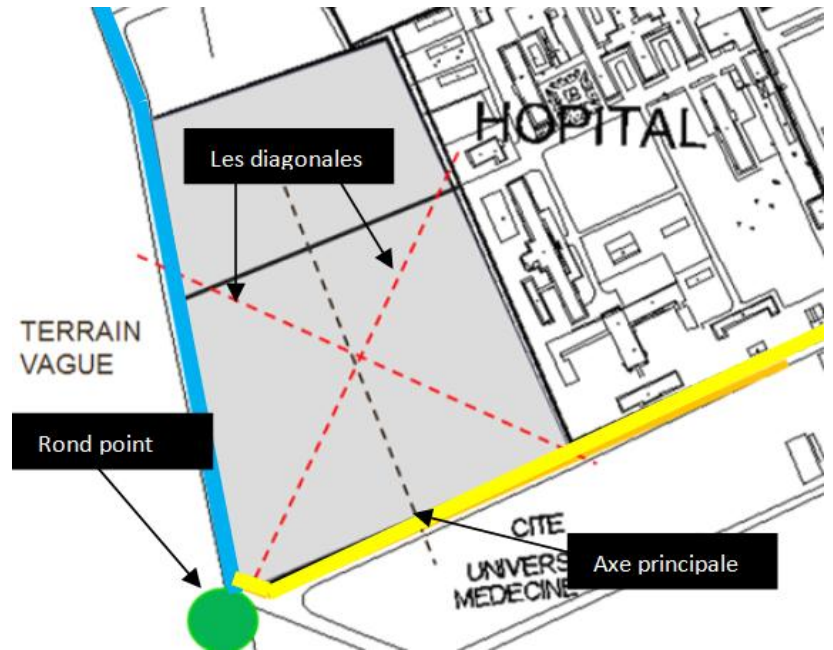 HOPITAL
Les diagonales
TERRAIN
VAGUE
Rond point
CITE
UNIVERS
MEDECINE
Axe principale